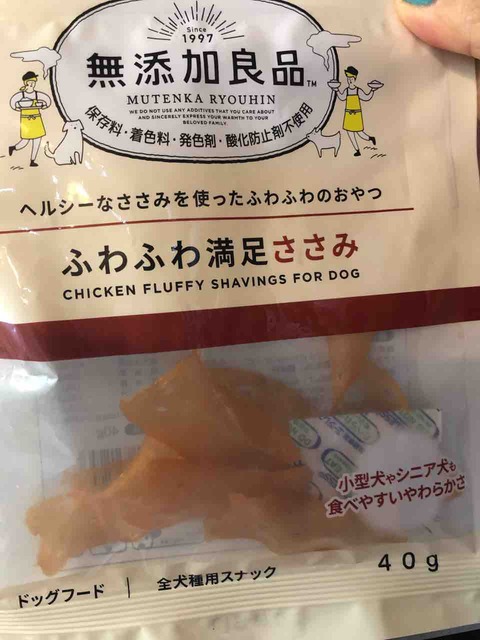 Since
1997
無添加良品™
MUTENKA RYOUHIN
WE DO NOT USE ANY ADDITIVES THAT YOU CARE ABOUT
AND SINCERELY EXPRESS YOUR WARMTH TO YOUR
BELOVED FAMILY.
保存料・着色料・発色剤・酸化防止剤不使用
ヘルシーなささみを使ったふわふわのおやつ
ふわふわ満足ささみ
CHICKEN FLUFFY SHAVINGS FOR DOG
小型犬やシニア犬も
食べやすいやわらかさ
ドッグフード | 全犬種用スナック
40g